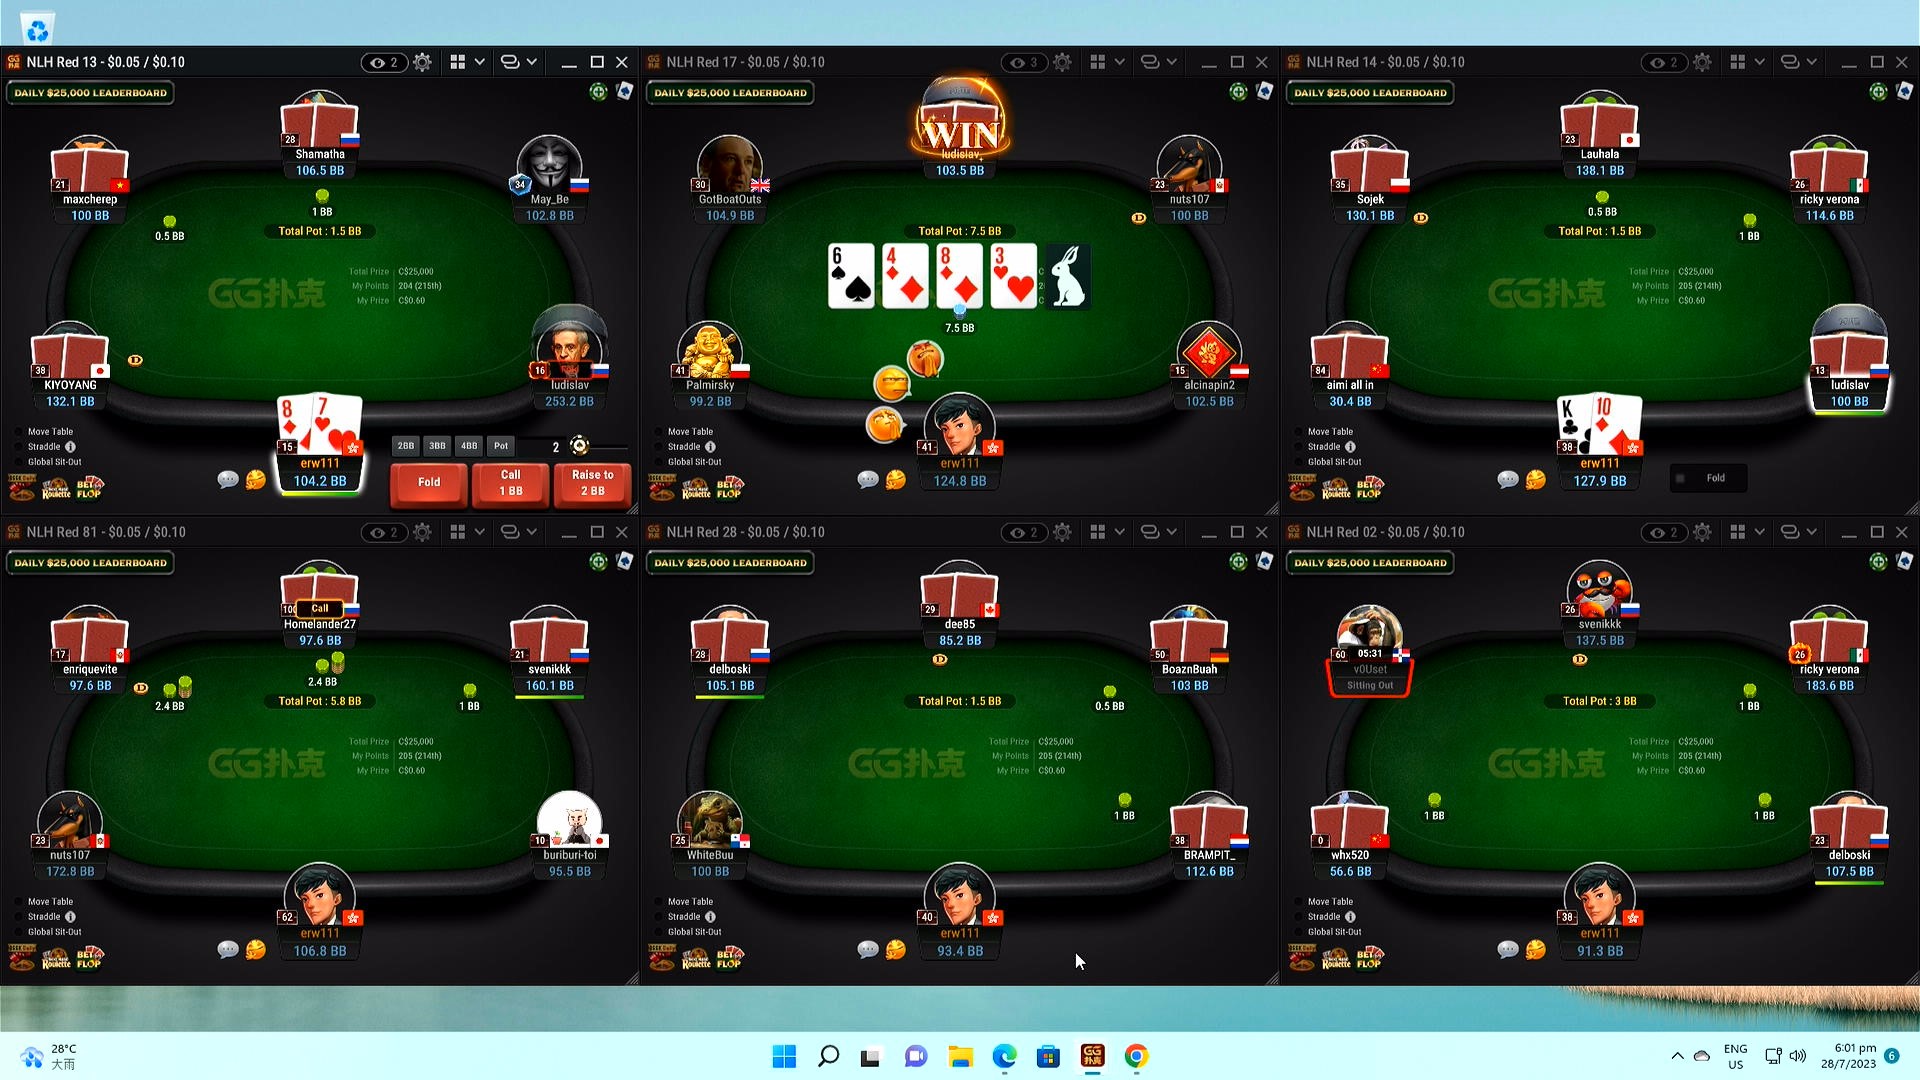 NLH Red 13 - $0.05 / $0.10
2
DAILY $25,000 LEADERBOARD
28
Shamatha
106.5 BB
21
maxcherep
100 BB
34
May_Be
102.8 BB
1 BB
0.5 BB
Total Pot : 1.5 BB
GG扑克
Total Prize C$25,000
My Points 204 (215th)
My Prize C$0.60
38
KIYOYANG
132.1 BB
D
16
Fold
ludislav
253.2 BB
8 7
15
erw111
104.2 BB
Move Table
Straddle
Global Sit-Out
2BB 3BB 4BB Pot 2
Fold
Call
1 BB
Raise to
2 BB
Roulette
BET
FLOP
NLH Red 17 - $0.05 / $0.10
3
DAILY $25,000 LEADERBOARD
WIN
ludislav
103.5 BB
30
GotBoatOuts
104.9 BB
23
nuts107
100 BB
D
Total Pot : 7.5 BB
6 4 8 3
7.5 BB
41
Palmirsky
99.2 BB
15
alcinapin2
102.5 BB
41
erw111
124.8 BB
Move Table
Straddle
Global Sit-Out
Roulette
BET
FLOP
NLH Red 14 - $0.05 / $0.10
2
DAILY $25,000 LEADERBOARD
23
Lauhala
138.1 BB
35
Sojek
130.1 BB
26
ricky verona
114.6 BB
D
0.5 BB
1 BB
Total Pot : 1.5 BB
GG扑克
Total Prize C$25,000
My Points 205 (214th)
My Prize C$0.60
84
aimi all in
30.4 BB
13
ludislav
100 BB
K 10
38
erw111
127.9 BB
Move Table
Straddle
Global Sit-Out
Fold
Roulette
BET
FLOP
NLH Red 81 - $0.05 / $0.10
2
DAILY $25,000 LEADERBOARD
100
Call
Homelander27
97.6 BB
17
enriquevite
97.6 BB
21
svenikkk
160.1 BB
D
2.4 BB
2.4 BB
1 BB
Total Pot : 5.8 BB
GG扑克
Total Prize C$25,000
My Points 205 (214th)
My Prize C$0.60
23
nuts107
172.8 BB
10
buriburi-toi
95.5 BB
62
erw111
106.8 BB
Move Table
Straddle
Global Sit-Out
Roulette
BET
FLOP
NLH Red 28 - $0.05 / $0.10
2
DAILY $25,000 LEADERBOARD
29
dee85
85.2 BB
28
delboski
105.1 BB
50
BoaznBuah
103 BB
D
0.5 BB
Total Pot : 1.5 BB
GG扑克
Total Prize C$25,000
My Points 205 (214th)
My Prize C$0.60
1 BB
25
WhiteBuu
100 BB
38
BRAMPIT_
112.6 BB
40
erw111
93.4 BB
Move Table
Straddle
Global Sit-Out
Roulette
BET
FLOP
NLH Red 02 - $0.05 / $0.10
2
DAILY $25,000 LEADERBOARD
26
svenikkk
137.5 BB
60 05:31
v0Uset
Sitting Out
26
ricky verona
183.6 BB
D
1 BB
Total Pot : 3 BB
GG扑克
Total Prize C$25,000
My Points 205 (214th)
My Prize C$0.60
1 BB
1 BB
0
whx520
56.6 BB
23
delboski
107.5 BB
38
erw111
91.3 BB
Move Table
Straddle
Global Sit-Out
Roulette
BET
FLOP
28°C
大雨
GG
扑克
ENG
US
6:01 pm
28/7/2023
6